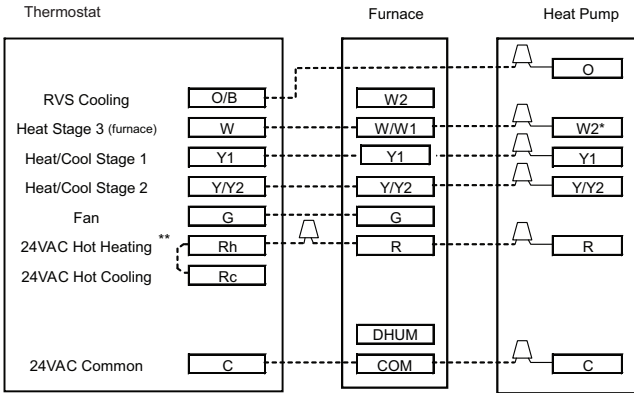 Thermostat Furnace Heat Pump
O
RVS Cooling O/B W2
Heat Stage 3 (furnace) W W/W1 W2*
Heat/Cool Stage 1 Y1 Y1 Y1
Heat/Cool Stage 2 Y/Y2 Y/Y2 Y/Y2
Fan G G
24VAC Hot Heating ** Rh R R
24VAC Hot Cooling Rc
DHUM
24VAC Common C COM C